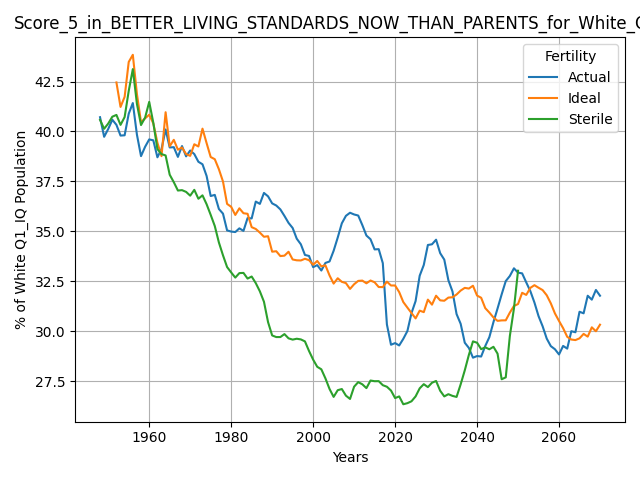 Score_5_in_BETTER_LIVING_STANDARDS_NOW_THAN_PARENTS_for_White_Q
Fertility
Actual
Ideal
Sterile
42.5
40.0
37.5
35.0
32.5
30.0
27.5
% of White Q1_IQ Population
1960
1980
2000
2020
2040
2060
Years